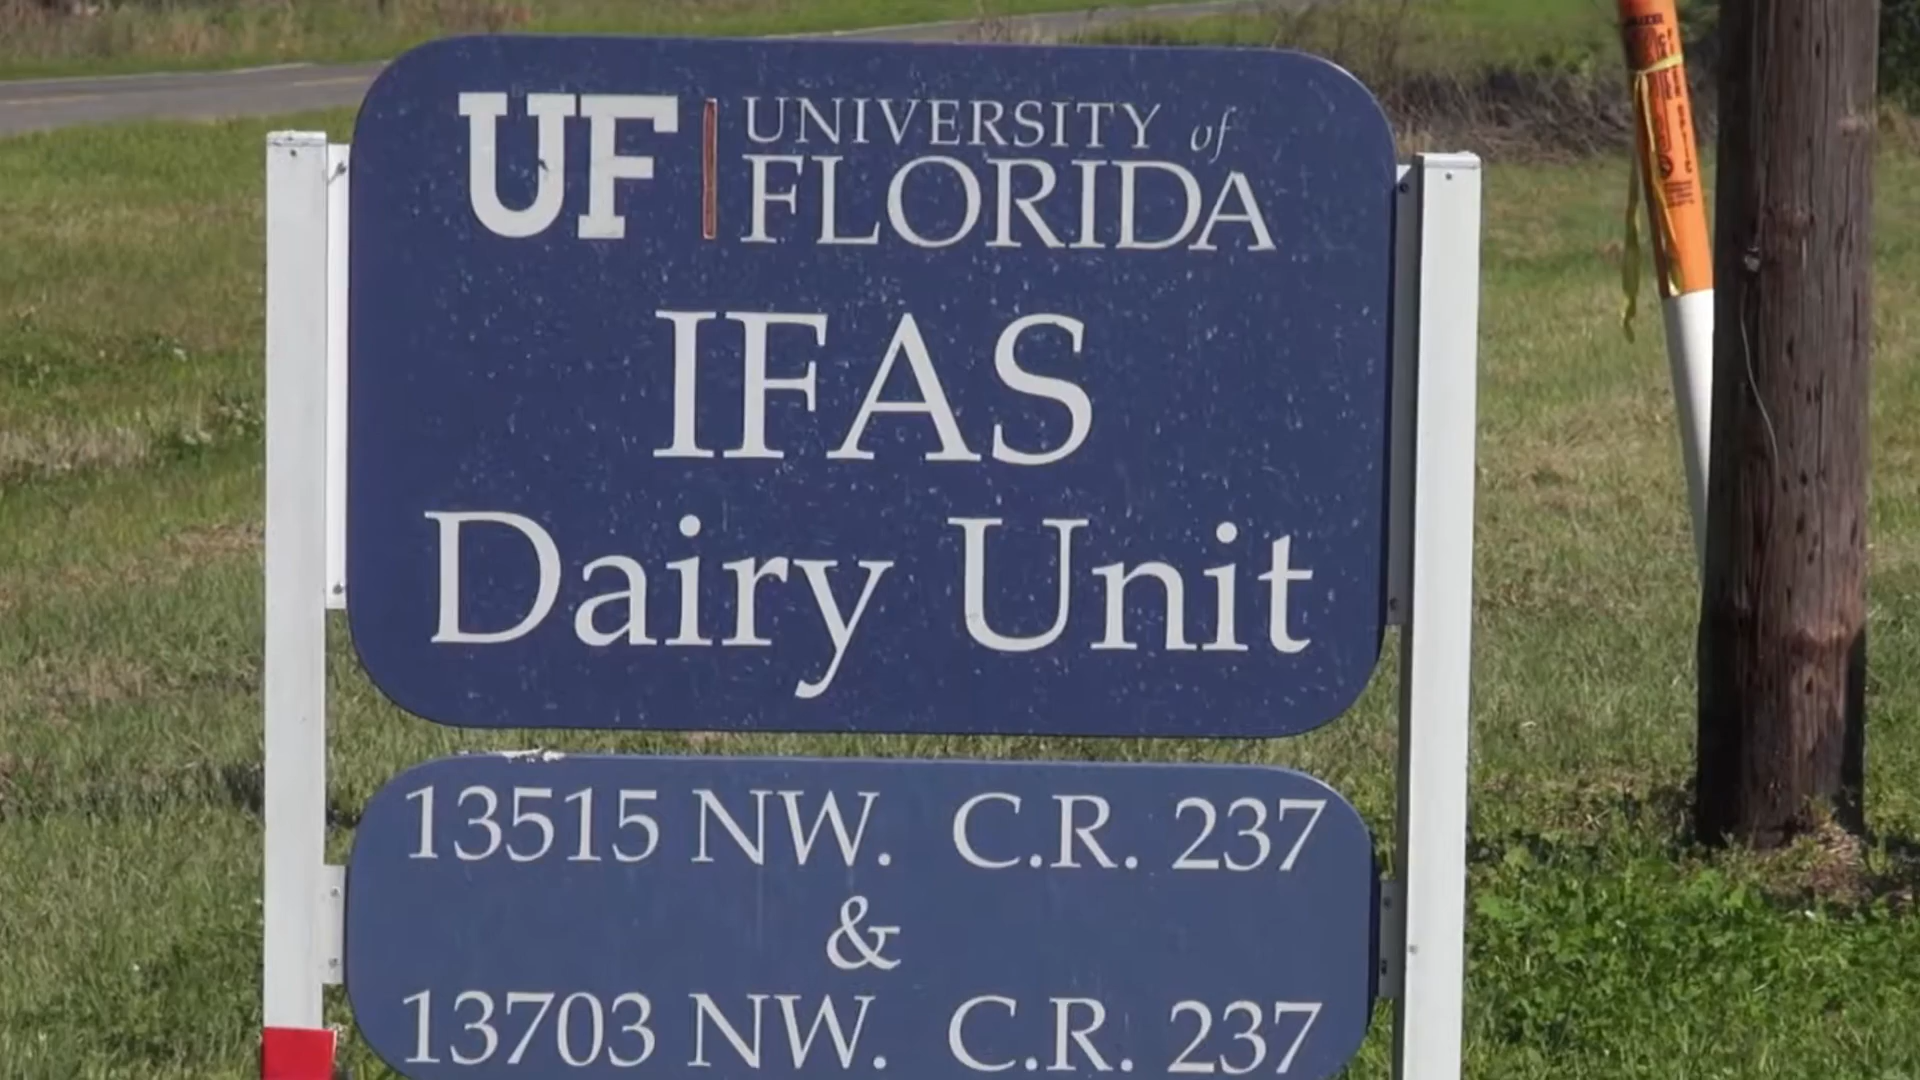 UF | UNIVERSITY of
FLORIDA
IFAS
Dairy Unit
13515 NW. C.R. 237
&
13703 NW. C.R. 237